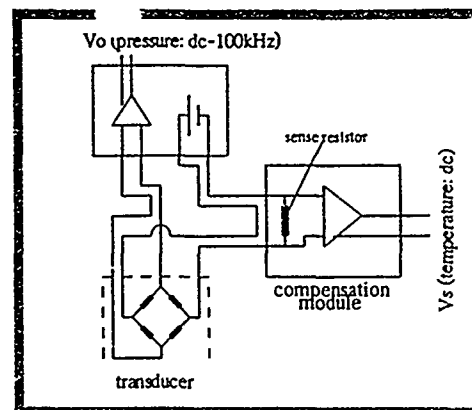 Vo (pressure: dc-100kHz)
sense resistor
Vs (temperature: dc)
compensation
module
transducer